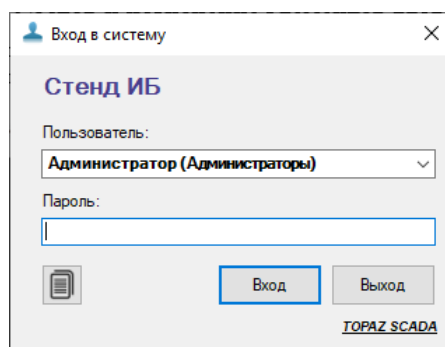 Вход в систему
Стенд ИБ
Пользователь:
Администратор (Администраторы)
Пароль:
Вход
Выход
TOPAZ SCADA